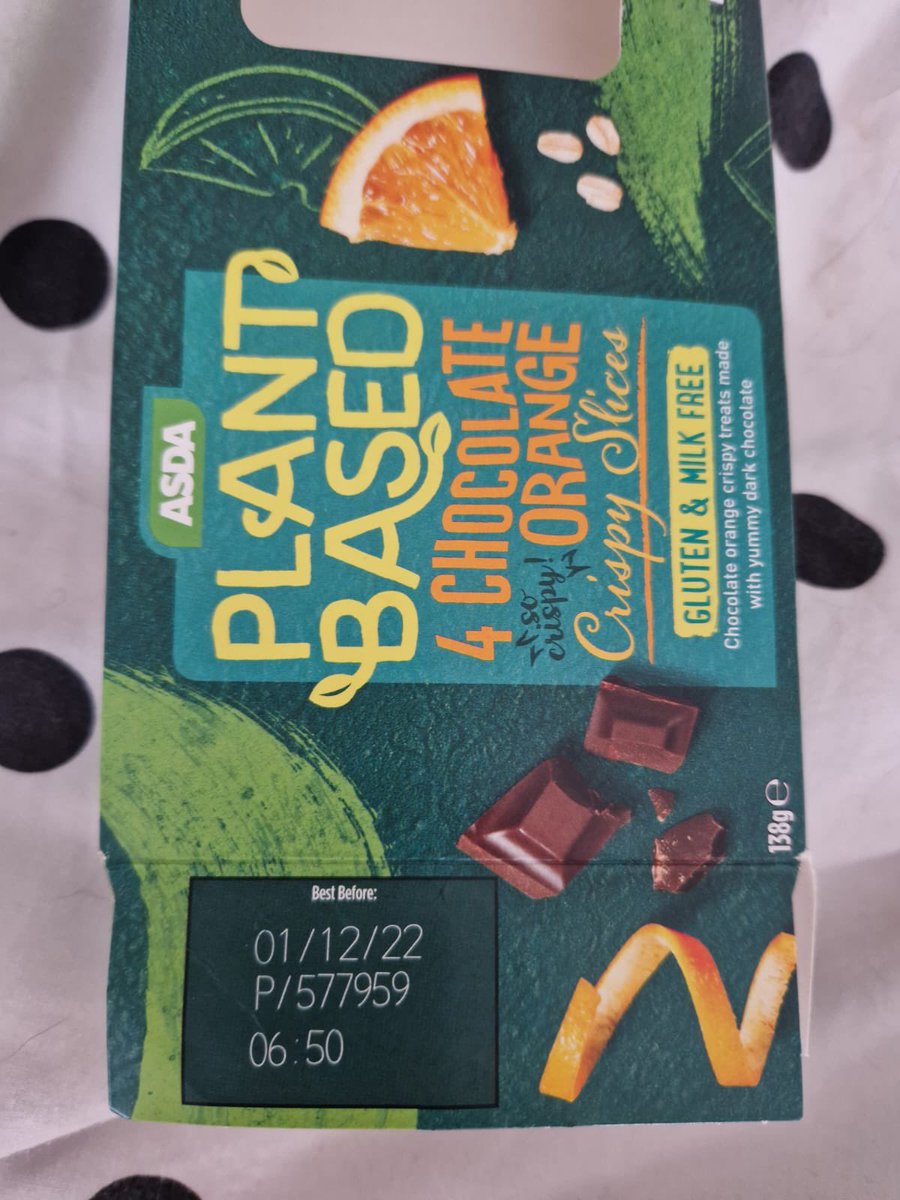 ASDA
PLANT
BASED
4 CHOCOLATE
...so
crispy!
ORANGE
Crispy Slices
GLUTEN & MILK FREE
Chocolate orange crispy treats made
with yummy dark chocolate
138g℮
Best Before:
01/12/22
P/577959
06:50